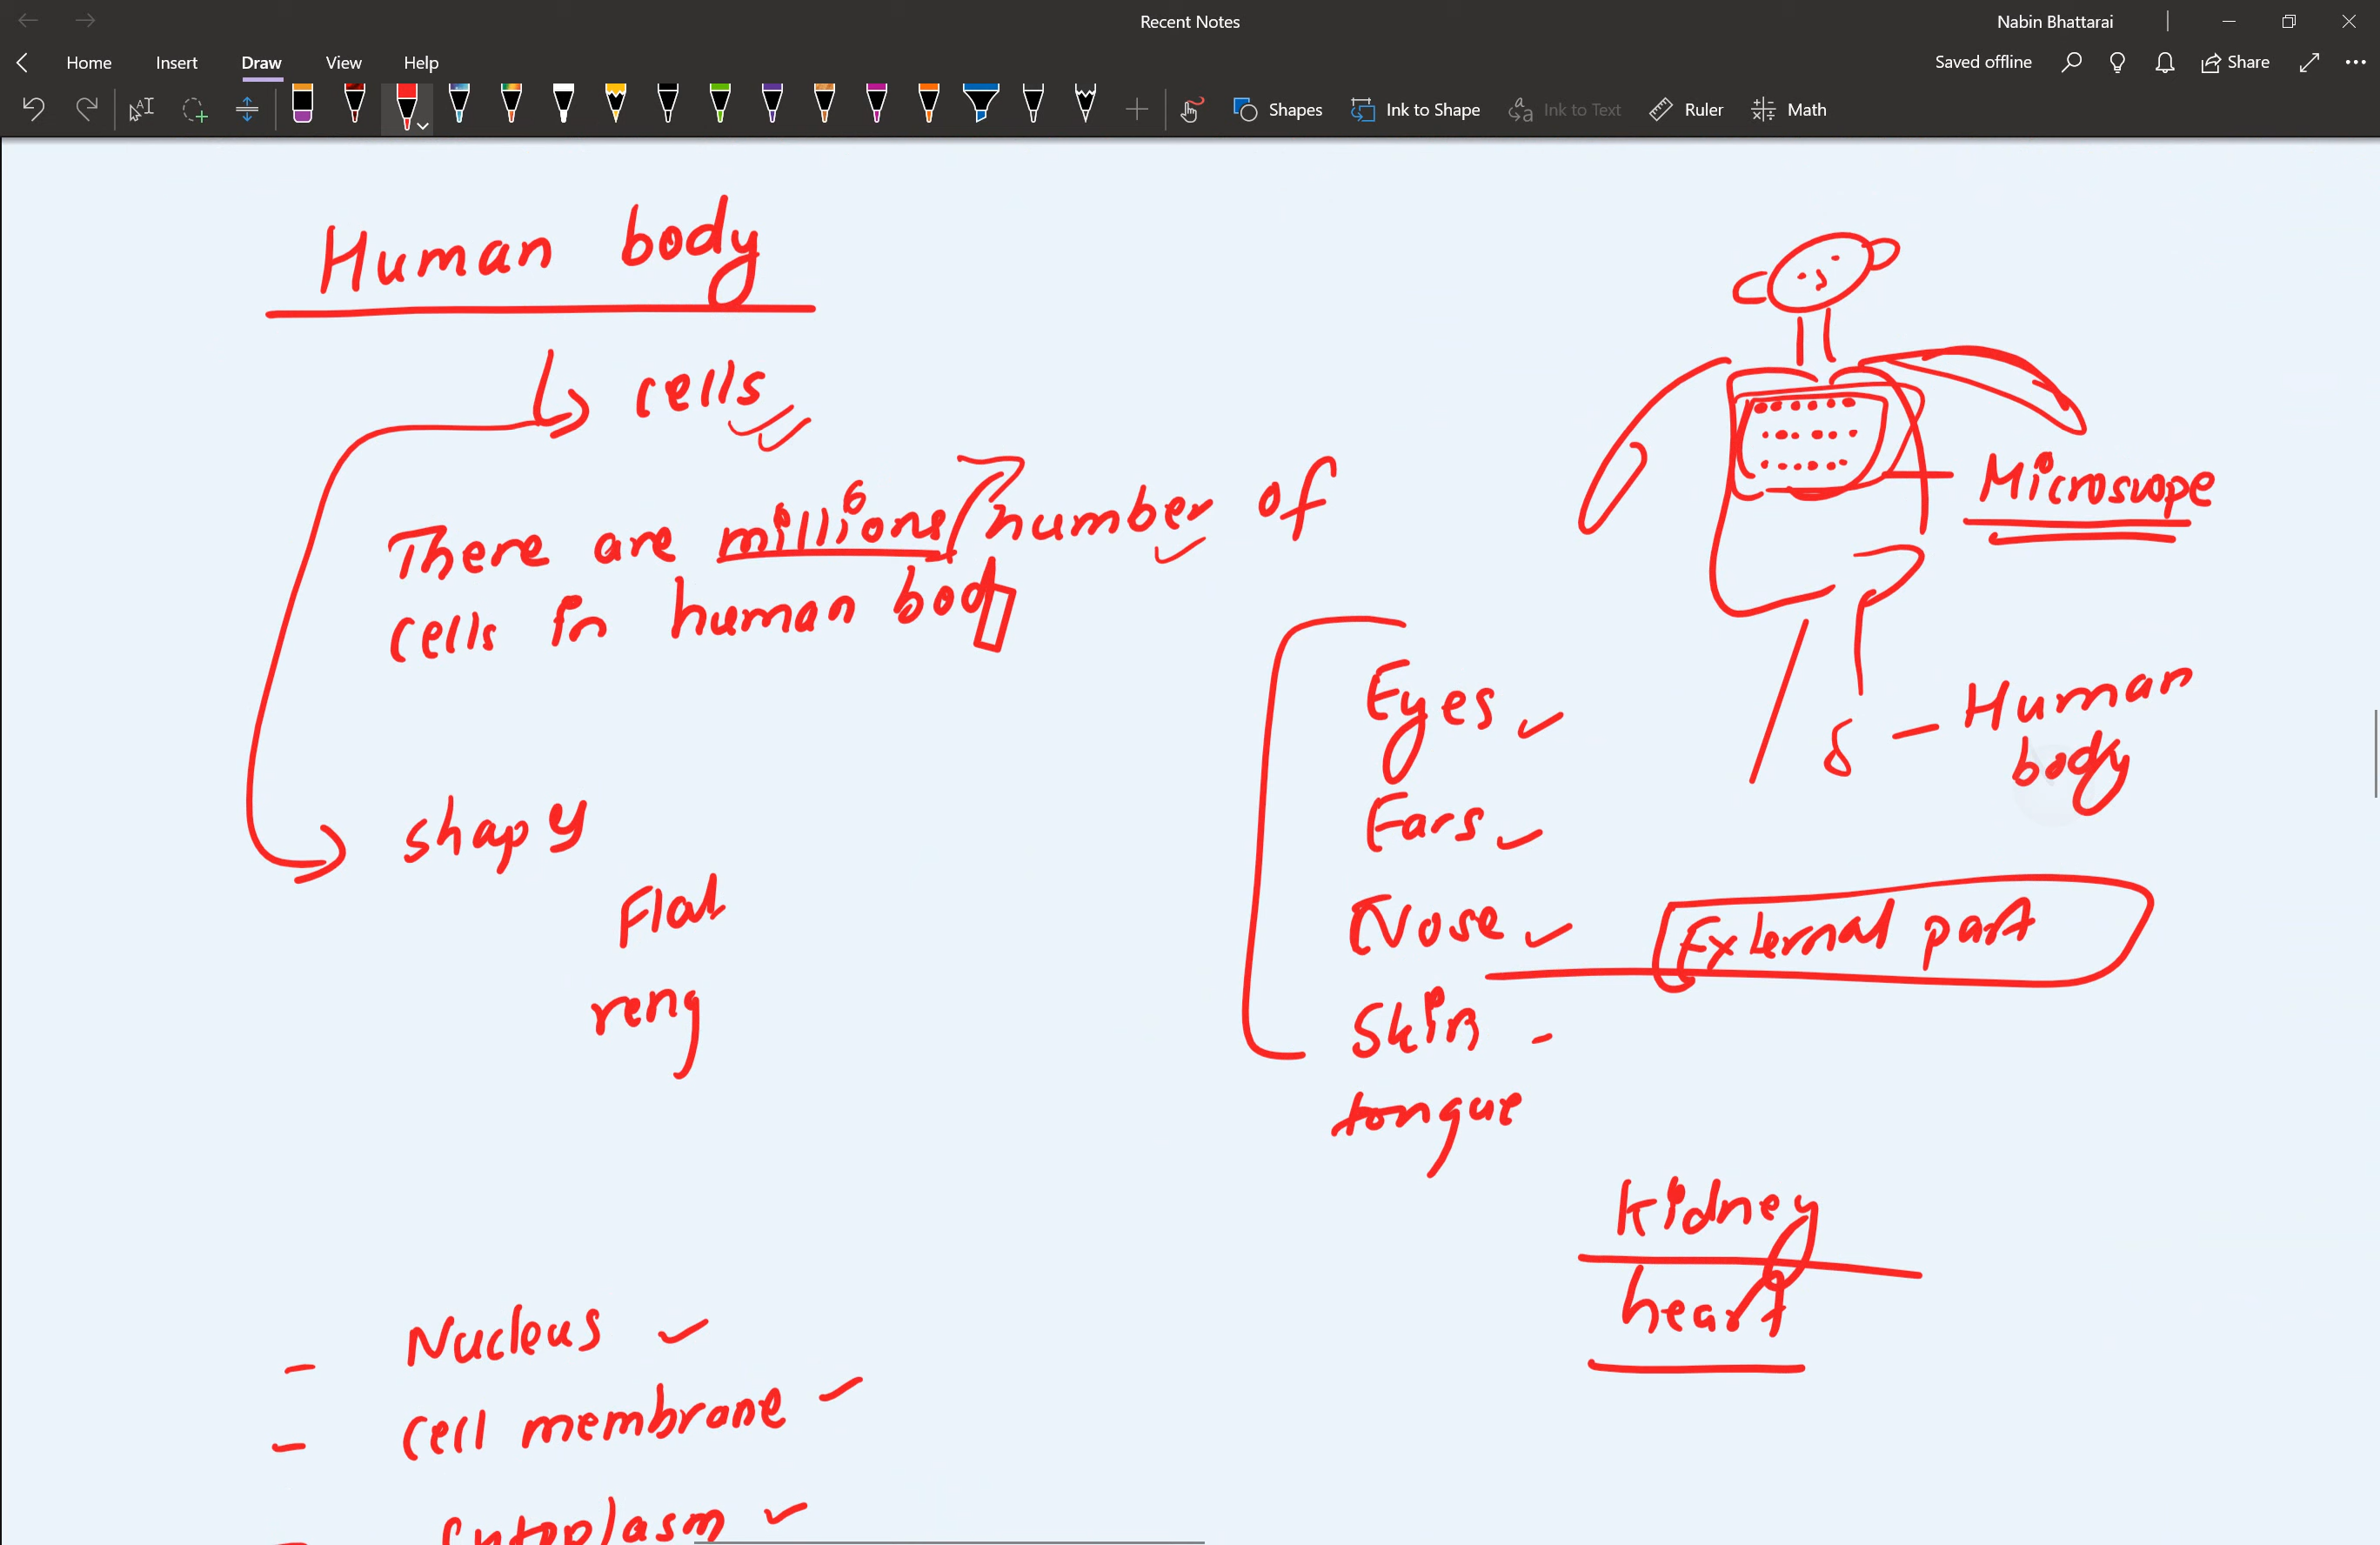 Recent Notes
Nabin Bhattarai
Home Insert Draw View Help
Saved offline Share
Shapes Ink to Shape Ink to Text Ruler Math
Human body
cells
There are millions number of
cells in human body
Microsope
Eyes
Ears
Nose
Skin
tongue
8 - Human
body
External part
shapy
Flat
reng
Kidney
heart
- Nucleus
- Cell membrane
- Cytoplasm